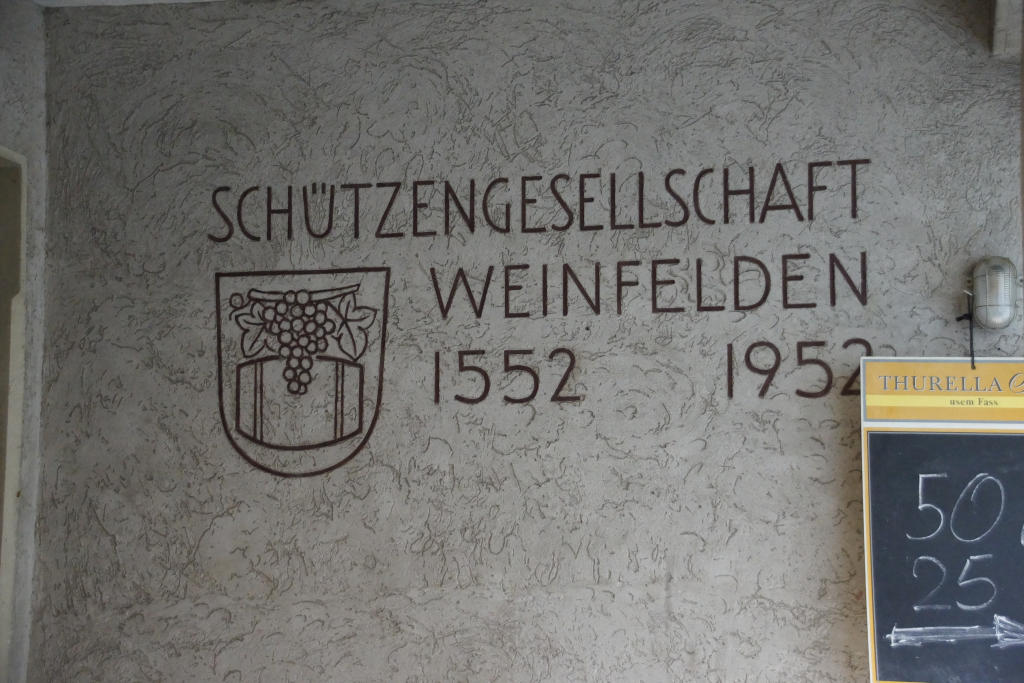 SCHÜTZENGESELLSCHAFT
WEINFELDEN
1552 1952
THURELLA
usem Fass
50
25